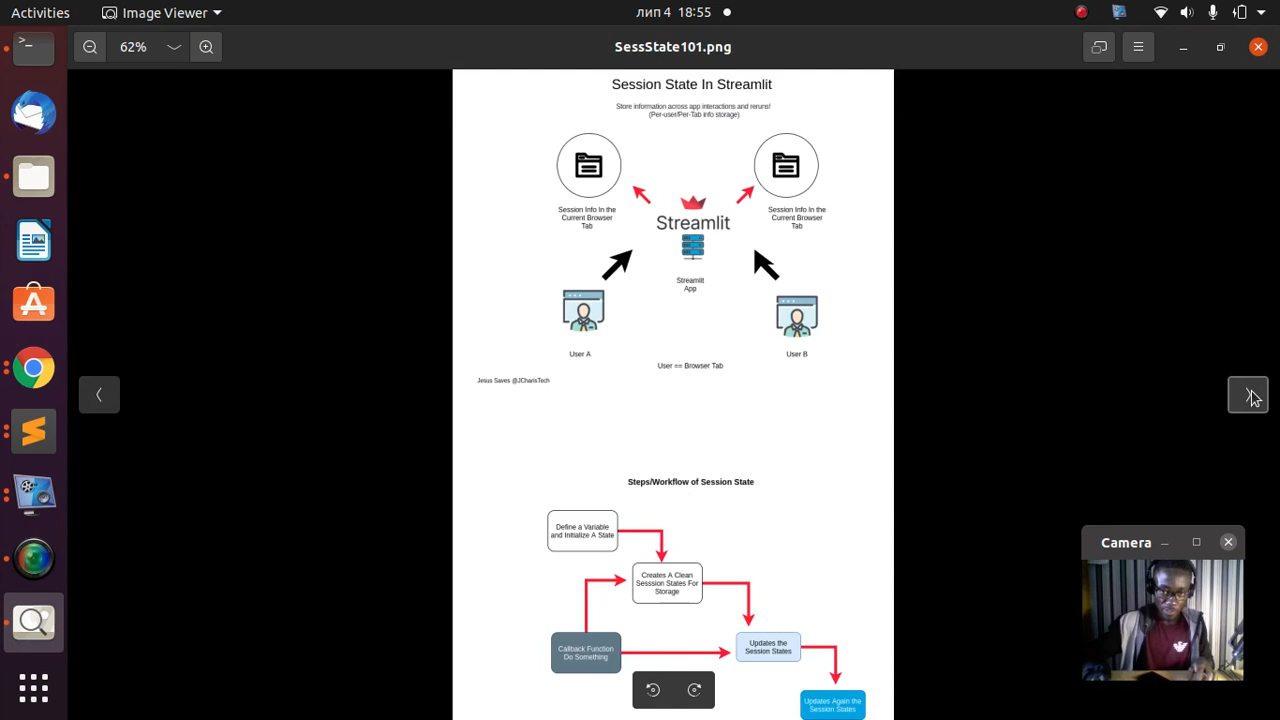 Activities
Image Viewer
Aug 4 18:55
62%
SessState101.png
Session State In Streamlit
Store information across app interactions and reruns!
(Per-user/Per-Tab info storage)
Session Info In the
Current Browser
Tab
Session Info In the
Current Browser
Tab
Streamlit
Streamlit
App
User A
User B
User == Browser Tab
Jesus Saves @JCharisTech
Steps/Workflow of Session State
Define a Variable
and Initialize A State
Creates A Clean
Sesssion States For
Storage
Callback Function
Do Something
Updates the
Session States
Updates Again the
Session States
Camera